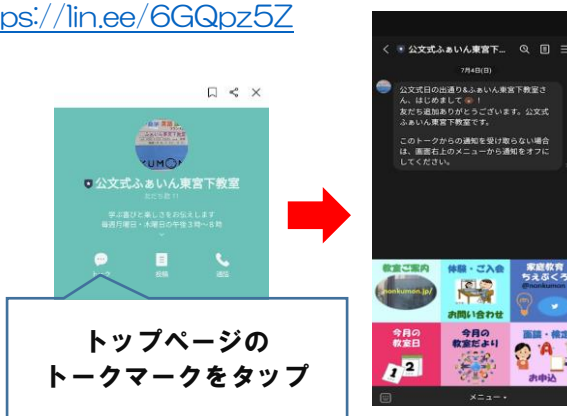 ps://lin.ee/6GQpz5Z
公文式ふぁいん東宮下教室
学ぶ喜びと楽しさをお伝えします
毎週月曜日・木曜日の午後3時～8時
トーク
投稿
通話
トップページの
トークマークをタップ
公文式ふぁいん東宮下...
7月4日(日)
公文式日の出通り&ふぁいん東宮下教室さ
ん、はじめまして！
友だち追加ありがとうございます。公文式
ふぁいん東宮下教室です。
このトークからの通知を受け取らない場合
は、画面右上のメニューから通知をオフに
してください。
教室ご案内
nonkumon.jp/
体験・ご入会
お問い合わせ
家庭教育
ちえぶくろ
@nonkumon
今月の
教室日
1 2
今月の
教室だより
面談・検定
A
お申込
メニュー